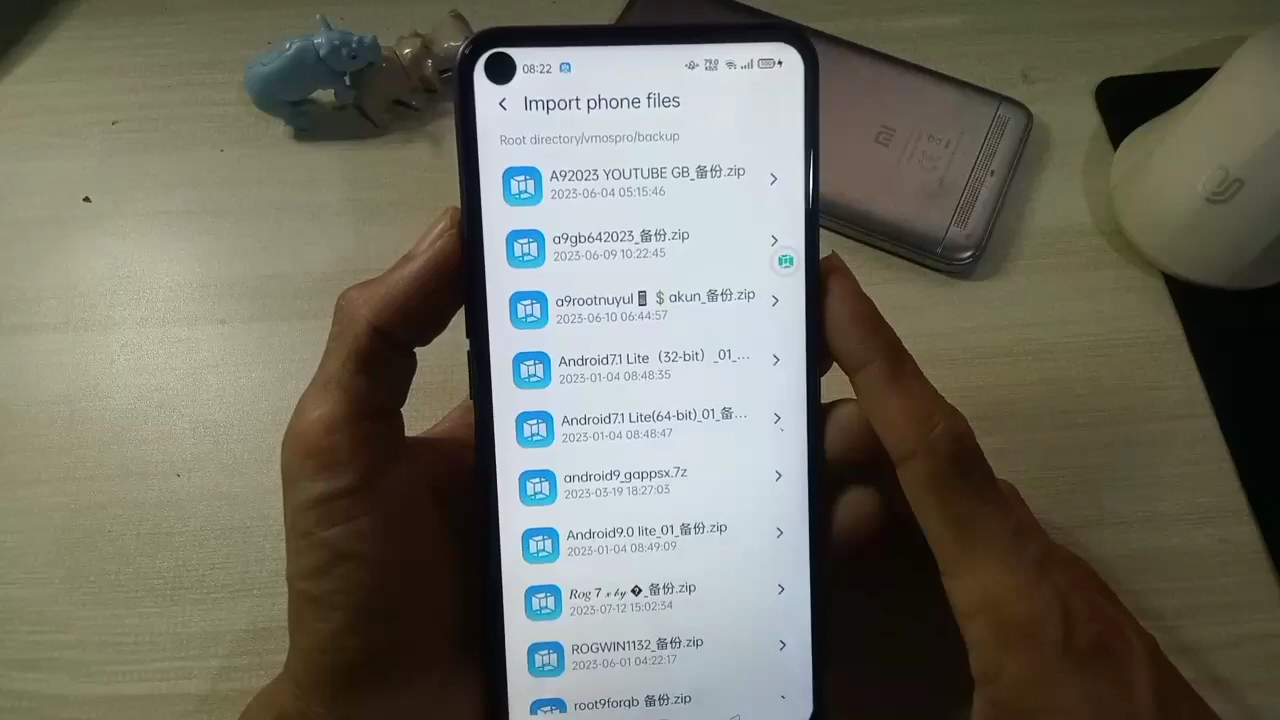 08:22
79.0
KB/S
100
Import phone files
Root directory/vmospro/backup
A92023 YOUTUBE GB_备份.zip
2023-06-04 05:15:46
a9gb642023_备份.zip
2023-06-09 10:22:45
a9rootnuyul📱💲akun_备份.zip
2023-06-10 06:44:57
Android7.1 Lite（32-bit）_01_...
2023-01-04 08:48:35
Android7.1 Lite(64-bit)_01_备...
2023-01-04 08:48:47
android9_gappsx.7z
2023-03-19 18:27:03
Android9.0 lite_01_备份.zip
2023-01-04 08:49:09
𝑅𝑜𝑔 7 𝓍 𝒷𝓎 �_备份.zip
2023-07-12 15:02:34
ROGWIN1132_备份.zip
2023-06-01 04:22:17
root9forgb 备份.zip